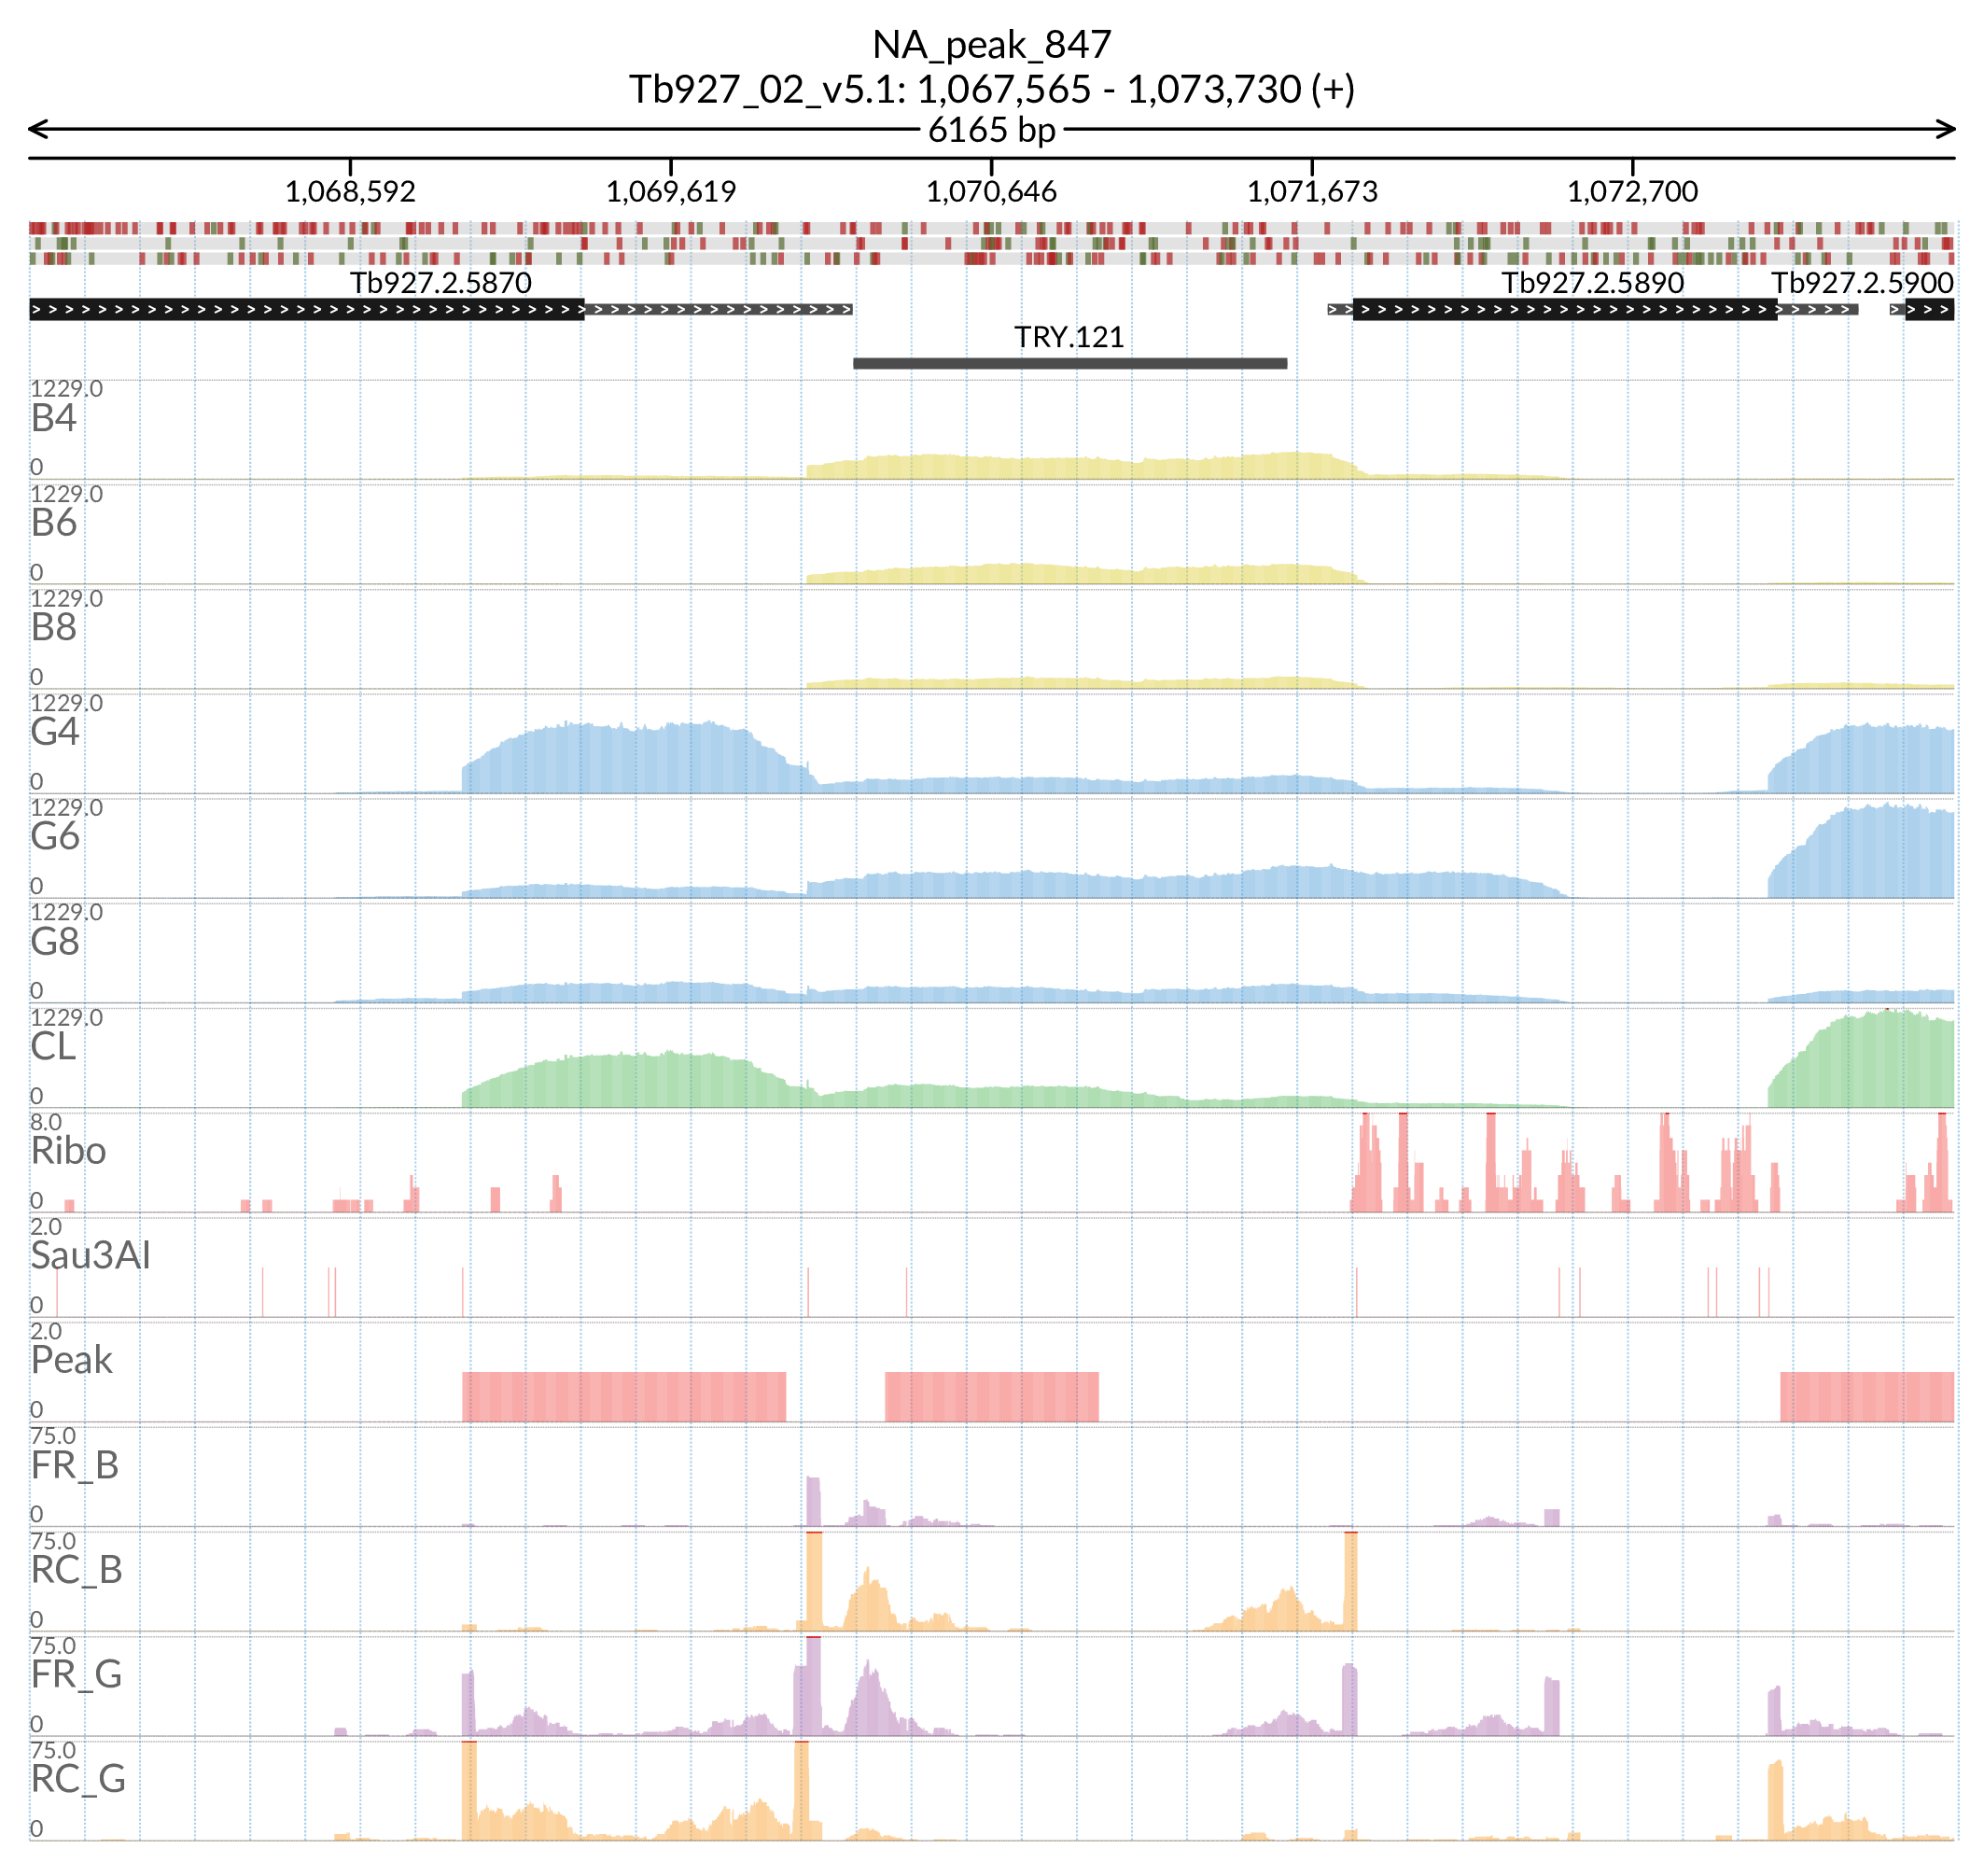 NA_peak_847
Tb927_02_v5.1: 1,067,565 - 1,073,730 (+)
6165 bp
1,068,592 1,069,619 1,070,646 1,071,673 1,072,700
Tb927.2.5870 Tb927.2.5890 Tb927.2.5900
TRY.121
1229.0
B4
0
1229.0
B6
0
1229.0
B8
0
1229.0
G4
0
1229.0
G6
0
1229.0
G8
0
1229.0
CL
0
8.0
Ribo
0
2.0
Sau3AI
0
2.0
Peak
0
75.0
FR_B
0
75.0
RC_B
0
75.0
FR_G
0
75.0
RC_G
0